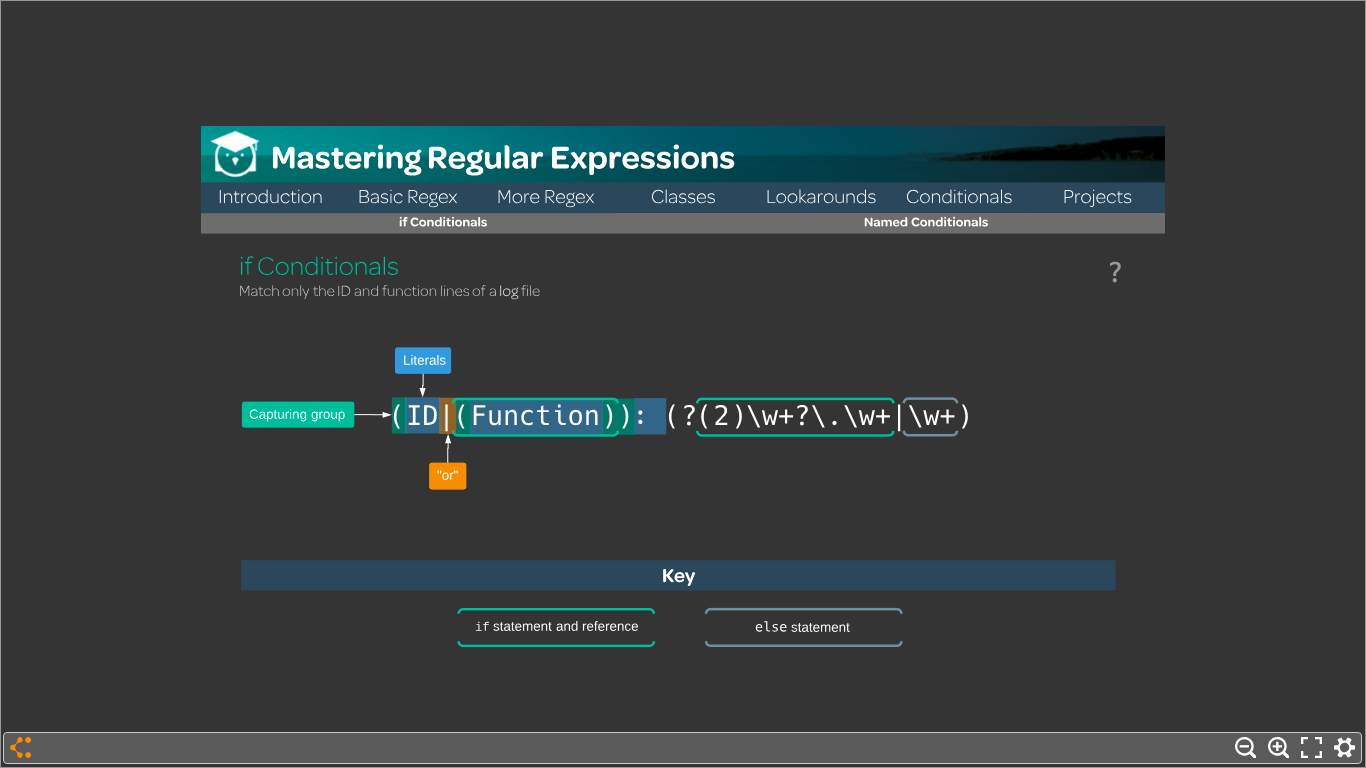 Mastering Regular Expressions
Introduction Basic Regex More Regex Classes Lookarounds Conditionals Projects
if Conditionals Named Conditionals
if Conditionals
?
Match only the ID and function lines of a log file
Literals
Capturing group
(ID|(Function)): (?(2)\w+?\.\w+|\w+)
"or"
Key
if statement and reference else statement